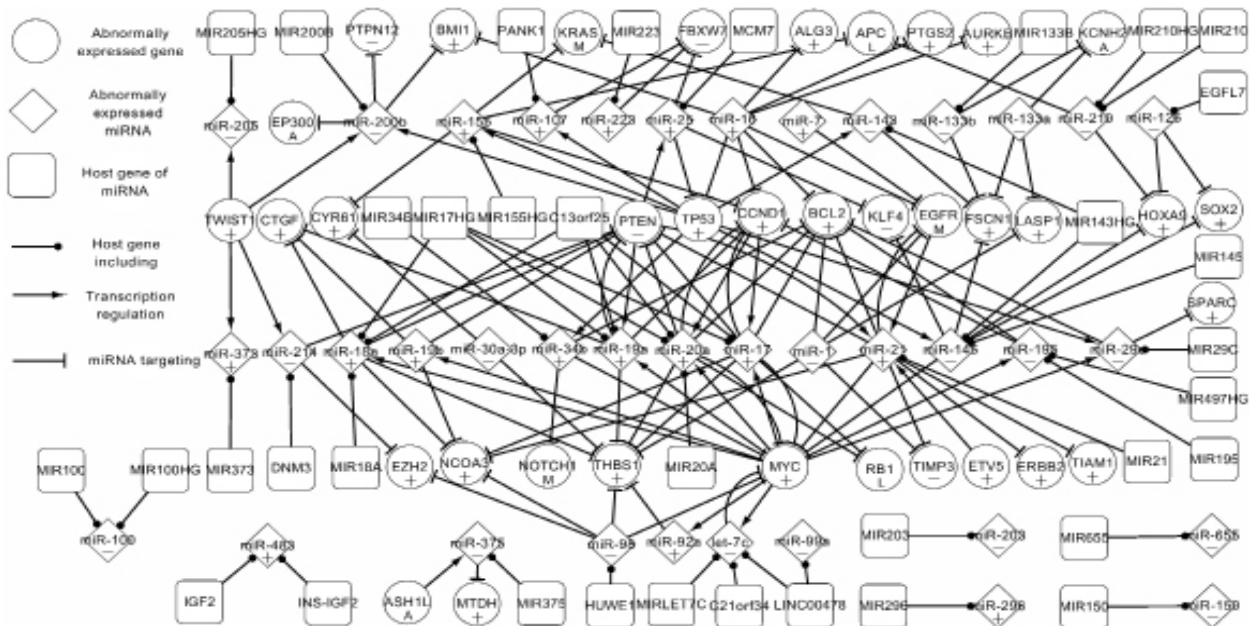 Abnormally
expressed gene
MIR205HG
MIR200B
PTPN12
−
BMI1
+
PANK1
KRAS
M
MIR223
FBXW7
−
MCM7
ALG3
+
APC
L
PTGS2
+
AURKB
+
MIR133B
KCNH2
A
MIR210HG
MIR210
Abnormally
expressed
miRNA
miR-205
−
EP300
A
miR-200b
−
miR-155
+
miR-107
+
miR-223
+
miR-25
+
miR-16
+
miR-7
+
miR-143
−
miR-133b
−
miR-133a
−
miR-210
−
miR-126
−
EGFL7
Host gene of
miRNA
TWIST1
+
CTGF
+
CYR61
+
MIR34B
MIR17HG
MIR155HG
C13orf25
PTEN
−
TP53
+
CCND1
+
BCL2
+
KLF4
−
EGFR
M
FSCN1
+
LASP1
+
MIR143HG
HOXA9
+
SOX2
+
Host gene
including
MIR145
Transcription
regulation
SPARC
+
miRNA targeting
miR-373
+
miR-214
−
miR-18a
+
miR-19b
+
miR-30a-3p
−
miR-19a
+
miR-20a
+
miR-17
+
miR-1
−
miR-21
+
miR-145
−
miR-195
−
MIR29C
MIR497HG
MIR100
MIR100HG
MIR373
DNM3
MIR18A
EZH2
+
NCOA3
+
NOTCH1
M
THBS1
+
MIR20A
MYC
+
RB1
L
TIMP3
−
ETV5
+
ERBB2
+
TIAM1
+
MIR21
MIR195
miR-100
−
miR-483
+
miR-375
−
miR-98
−
miR-92a
+
let-7c
−
miR-99a
−
MIR203
miR-203
−
MIR655
miR-655
−
IGF2
INS-IGF2
ASH1L
A
MTDH
+
MIR375
HUWE1
MIRLET7C
C21orf34
LINC00478
MIR296
miR-296
+
MIR150
miR-150
−